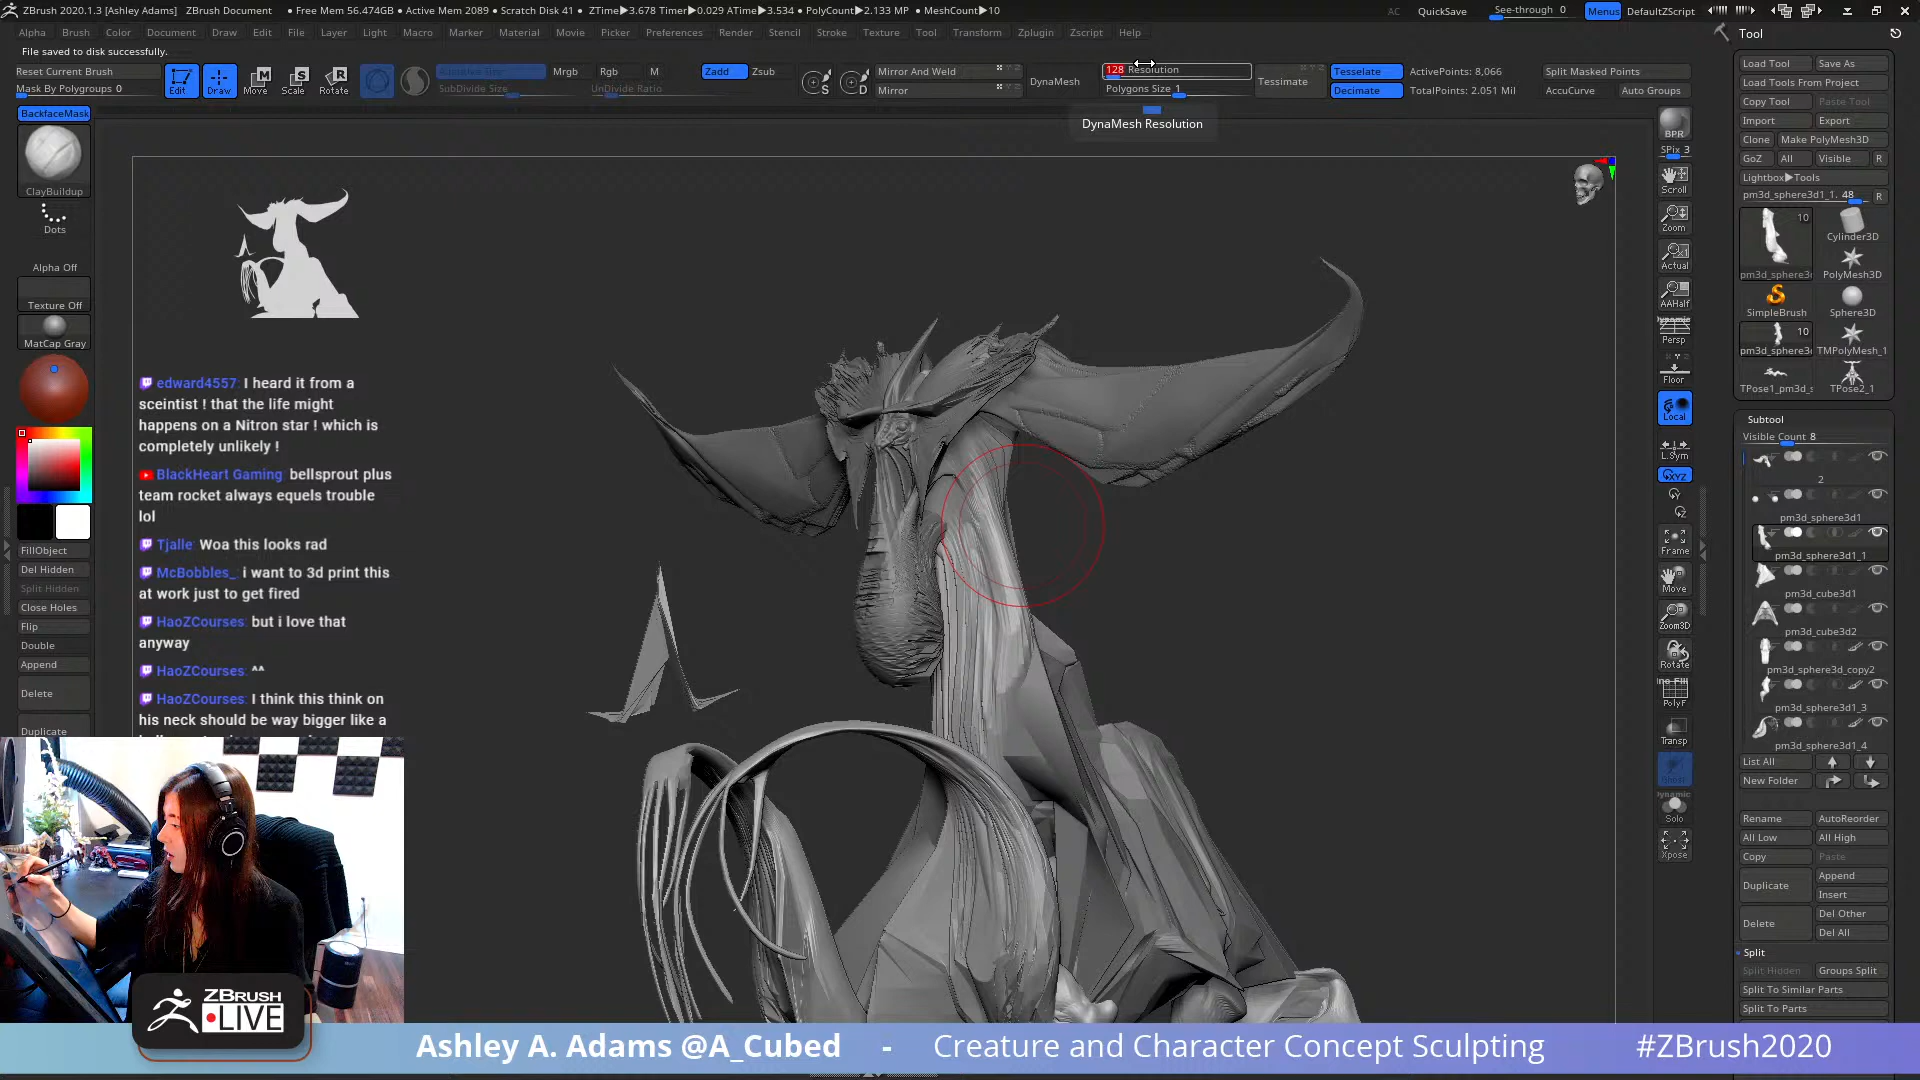 ZBrush 2020.1.3 [Ashley Adams] ZBrush Document • Free Mem 56.474GB • Active Mem 2089 • Scratch Disk 41 • ZTime▶3.678 Timer▶0.029 ATime▶3.534 • PolyCount▶2.133 MP • MeshCount▶10
AC QuickSave See-through 0 Menus DefaultZScript
Alpha Brush Color Document Draw Edit File Layer Light Macro Marker Material Movie Picker Preferences Render Stencil Stroke Texture Tool Transform Zplugin Zscript Help
Tool
File saved to disk successfully.
Reset Current Brush
Mask By Polygroups 0
Edit Draw Move Scale Rotate
SubDivide Size
Mrgb Rgb M
UnDivide Ratio
Zadd Zsub
Mirror And Weld
Mirror
DynaMesh
128 Resolution
Polygons Size 1
Tessimate
Tesselate
Decimate
ActivePoints: 8,066
TotalPoints: 2.051 Mil
Split Masked Points
AccuCurve Auto Groups
DynaMesh Resolution
BackfaceMask
ClayBuildup
Dots
Alpha Off
Texture Off
MatCap Gray
FillObject
Del Hidden
Split Hidden
Close Holes
Flip
Double
Append
Delete
Duplicate
edward4557: I heard it from a
sceintist ! that the life might
happens on a Nitron star ! which is
completely unlikely !
BlackHeart Gaming: bellsprout plus
team rocket always equels trouble
lol
Tjalle: Woa this looks rad
McBobbles_: i want to 3d print this
at work just to get fired
HaoZCourses: but i love that
anyway
HaoZCourses: ^^
HaoZCourses: I think this think on
his neck should be way bigger like a
BPR
SPix 3
Scroll
Zoom
Actual
AAHalf
Dynamic
Persp
Floor
Local
L.Sym
XYZ
Frame
Move
Zoom3D
Rotate
PolyF
Transp
Ghost
Dynamic
Solo
Xpose
Load Tool Save As
Load Tools From Project
Copy Tool Paste Tool
Import Export
Clone Make PolyMesh3D
GoZ All Visible R
Lightbox▶Tools
pm3d_sphere3d1_1. 48 R
10
Cylinder3D
pm3d_sphere3 PolyMesh3D
SimpleBrush Sphere3D
10
pm3d_sphere3 TMPolyMesh_1
TPose1_pm3d_s TPose2_1
Subtool
Visible Count 8
2
pm3d_sphere3d1
pm3d_sphere3d1_1
pm3d_cube3d1
pm3d_cube3d2
pm3d_sphere3d_copy2
pm3d_sphere3d1_3
pm3d_sphere3d1_4
List All
New Folder
Rename AutoReorder
All Low All High
Copy Paste
Duplicate Append
Insert
Delete Del Other
Del All
Split
Split Hidden Groups Split
Split To Similar Parts
Split To Parts
ZBRUSH
LIVE
Ashley A. Adams @A_Cubed - Creature and Character Concept Sculpting #ZBrush2020